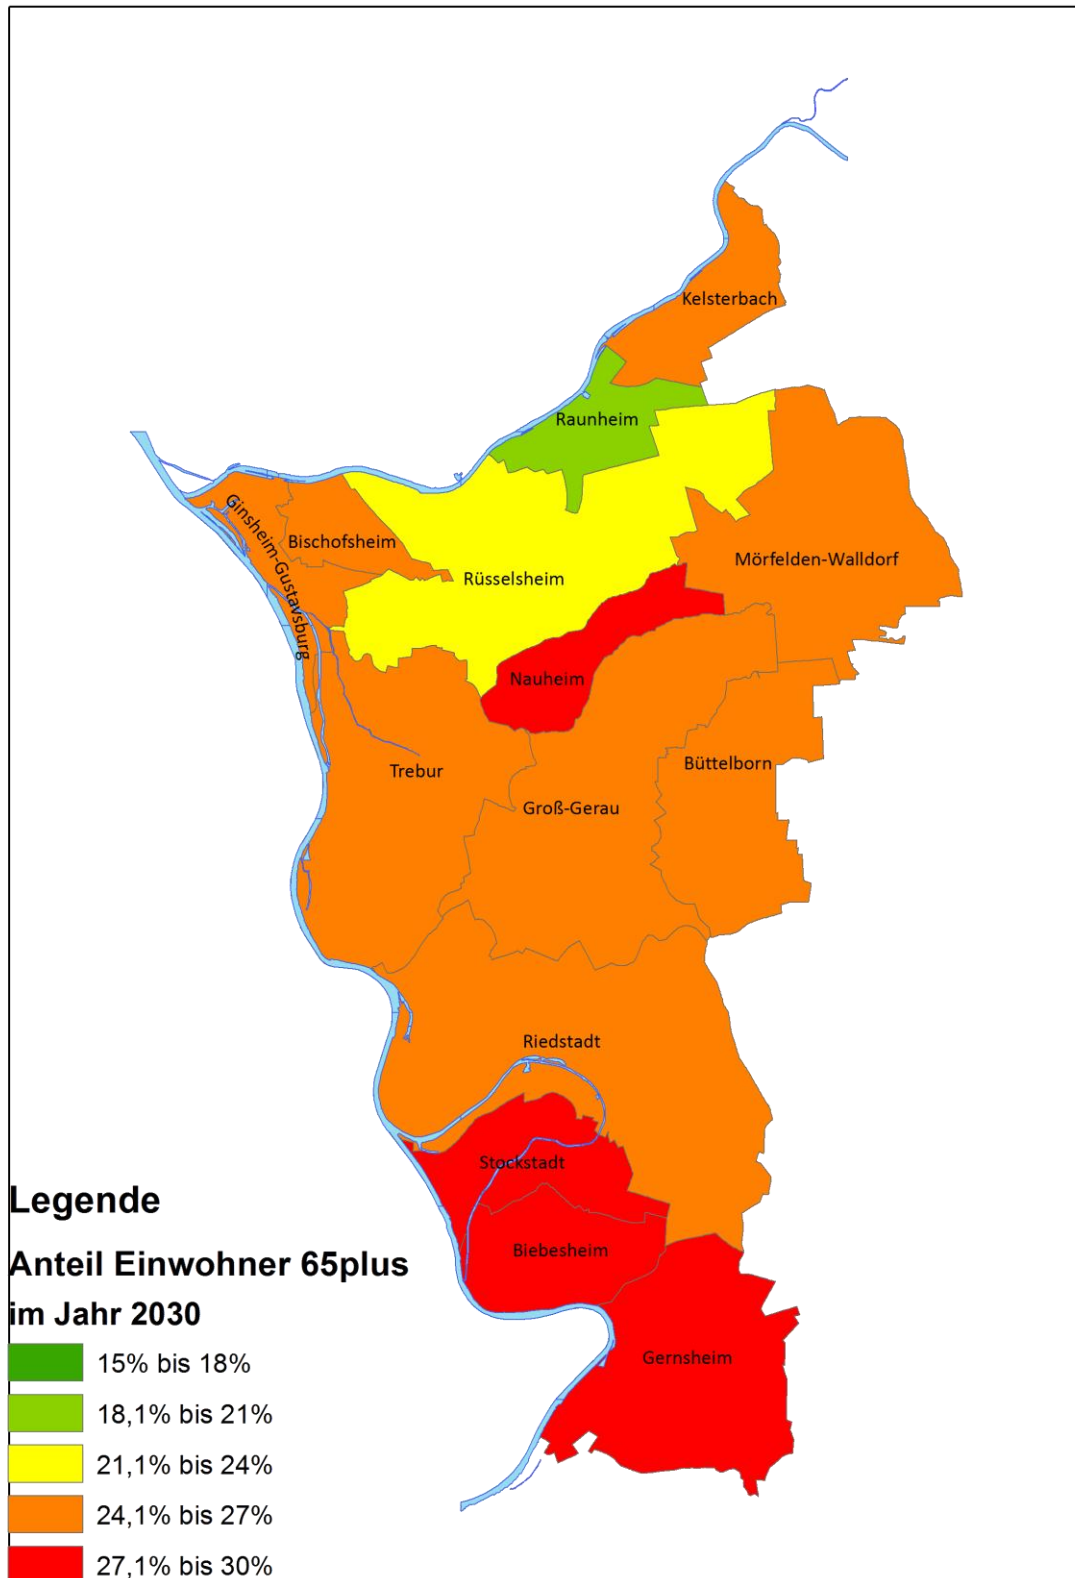 Kelsterbach
Raunheim
Ginsheim-Gustavsburg
Bischofsheim
Rüsselsheim
Mörfelden-Walldorf
Nauheim
Trebur
Büttelborn
Groß-Gerau
Riedstadt
Stockstadt
Biebesheim
Gernsheim
Legende
Anteil Einwohner 65plus
im Jahr 2030
15% bis 18%
18,1% bis 21%
21,1% bis 24%
24,1% bis 27%
27,1% bis 30%